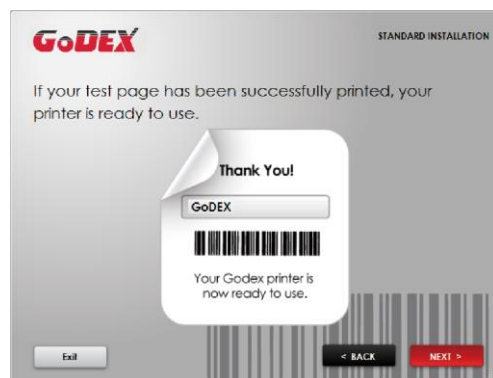 GoDEX
STANDARD INSTALLATION
If your test page has been successfully printed, your
printer is ready to use.
Thank You!
GoDEX
Your Godex printer is
now ready to use.
Exit
< BACK
NEXT >